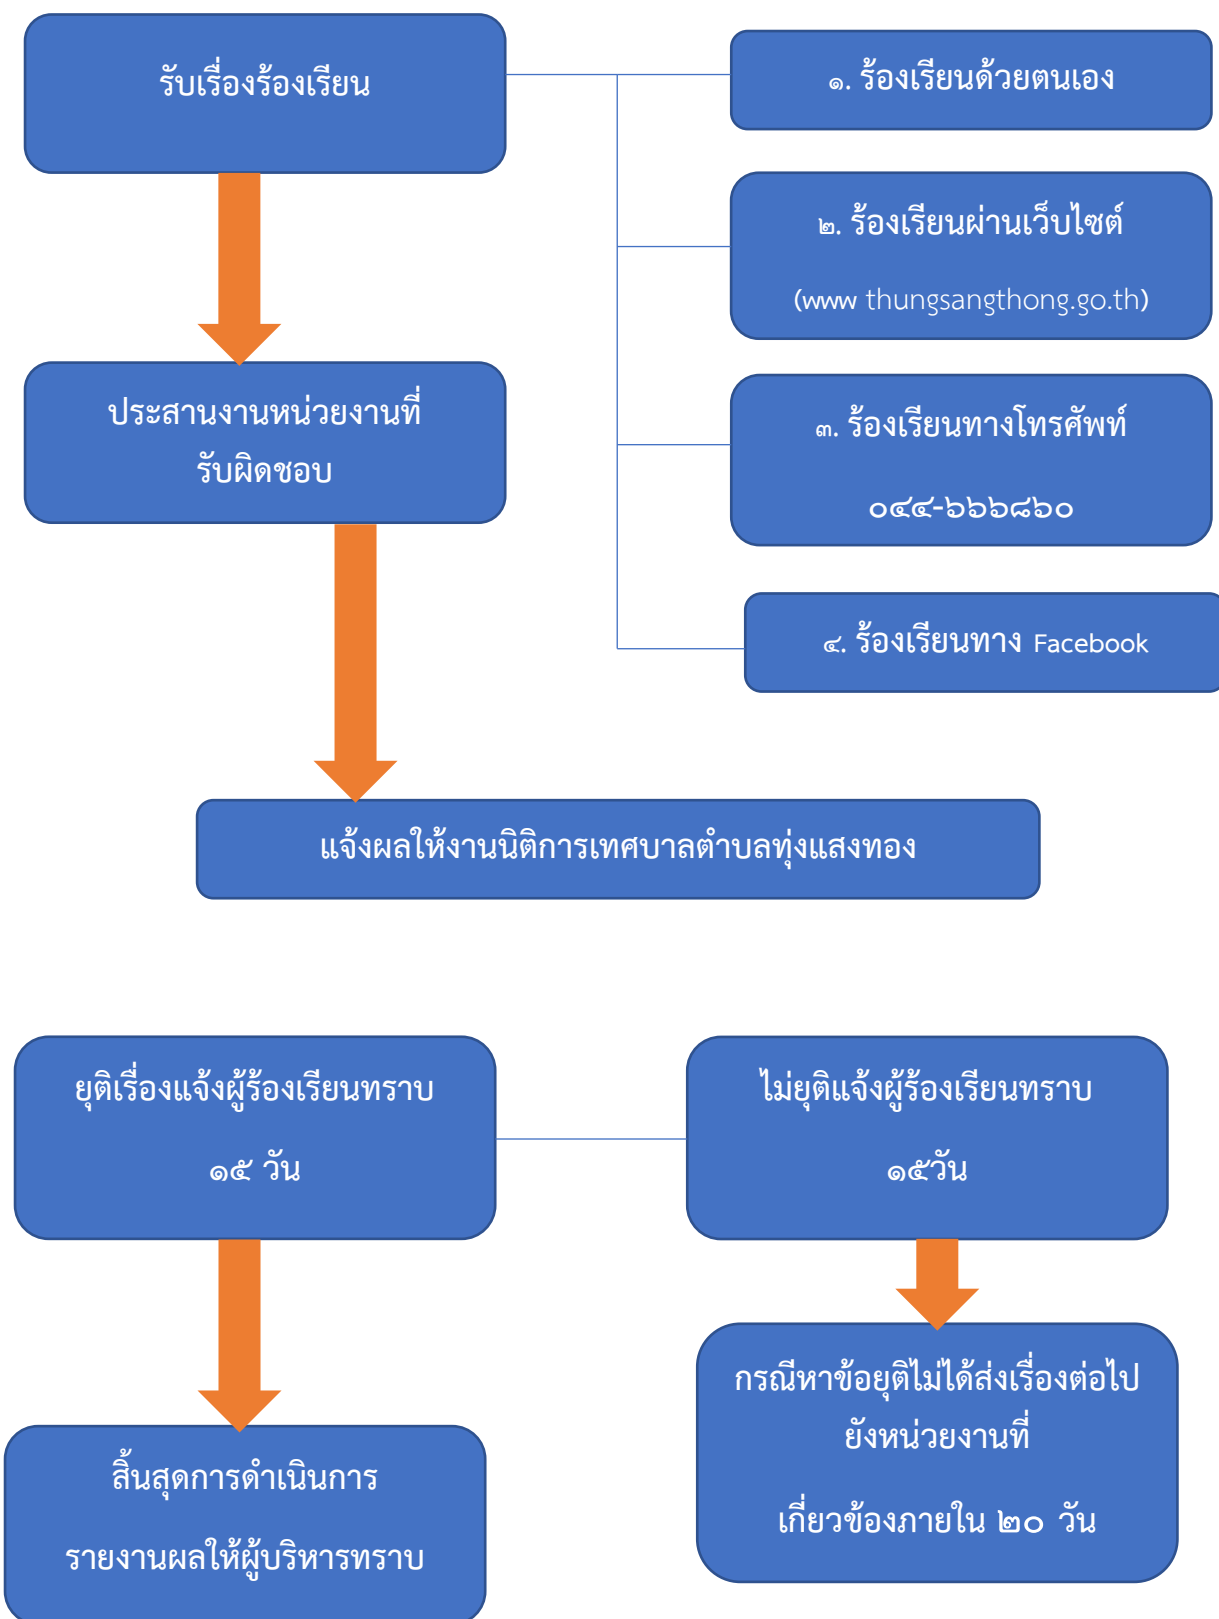 รับเรื่องร้องเรียน
๑. ร้องเรียนด้วยตนเอง
๒. ร้องเรียนผ่านเว็บไซต์
(www thungsangthong.go.th)
๓. ร้องเรียนทางโทรศัพท์
๐๔๔-๖๖๖๘๖๐
๔. ร้องเรียนทาง Facebook
ประสานงานหน่วยงานที่
รับผิดชอบ
แจ้งผลให้งานนิติการเทศบาลตำบลทุ่งแสงทอง
ยุติเรื่องแจ้งผู้ร้องเรียนทราบ
๑๕ วัน
ไม่ยุติแจ้งผู้ร้องเรียนทราบ
๑๕วัน
สิ้นสุดการดำเนินการ
รายงานผลให้ผู้บริหารทราบ
กรณีหาข้อยุติไม่ได้ส่งเรื่องต่อไป
ยังหน่วยงานที่
เกี่ยวข้องภายใน ๒๐ วัน